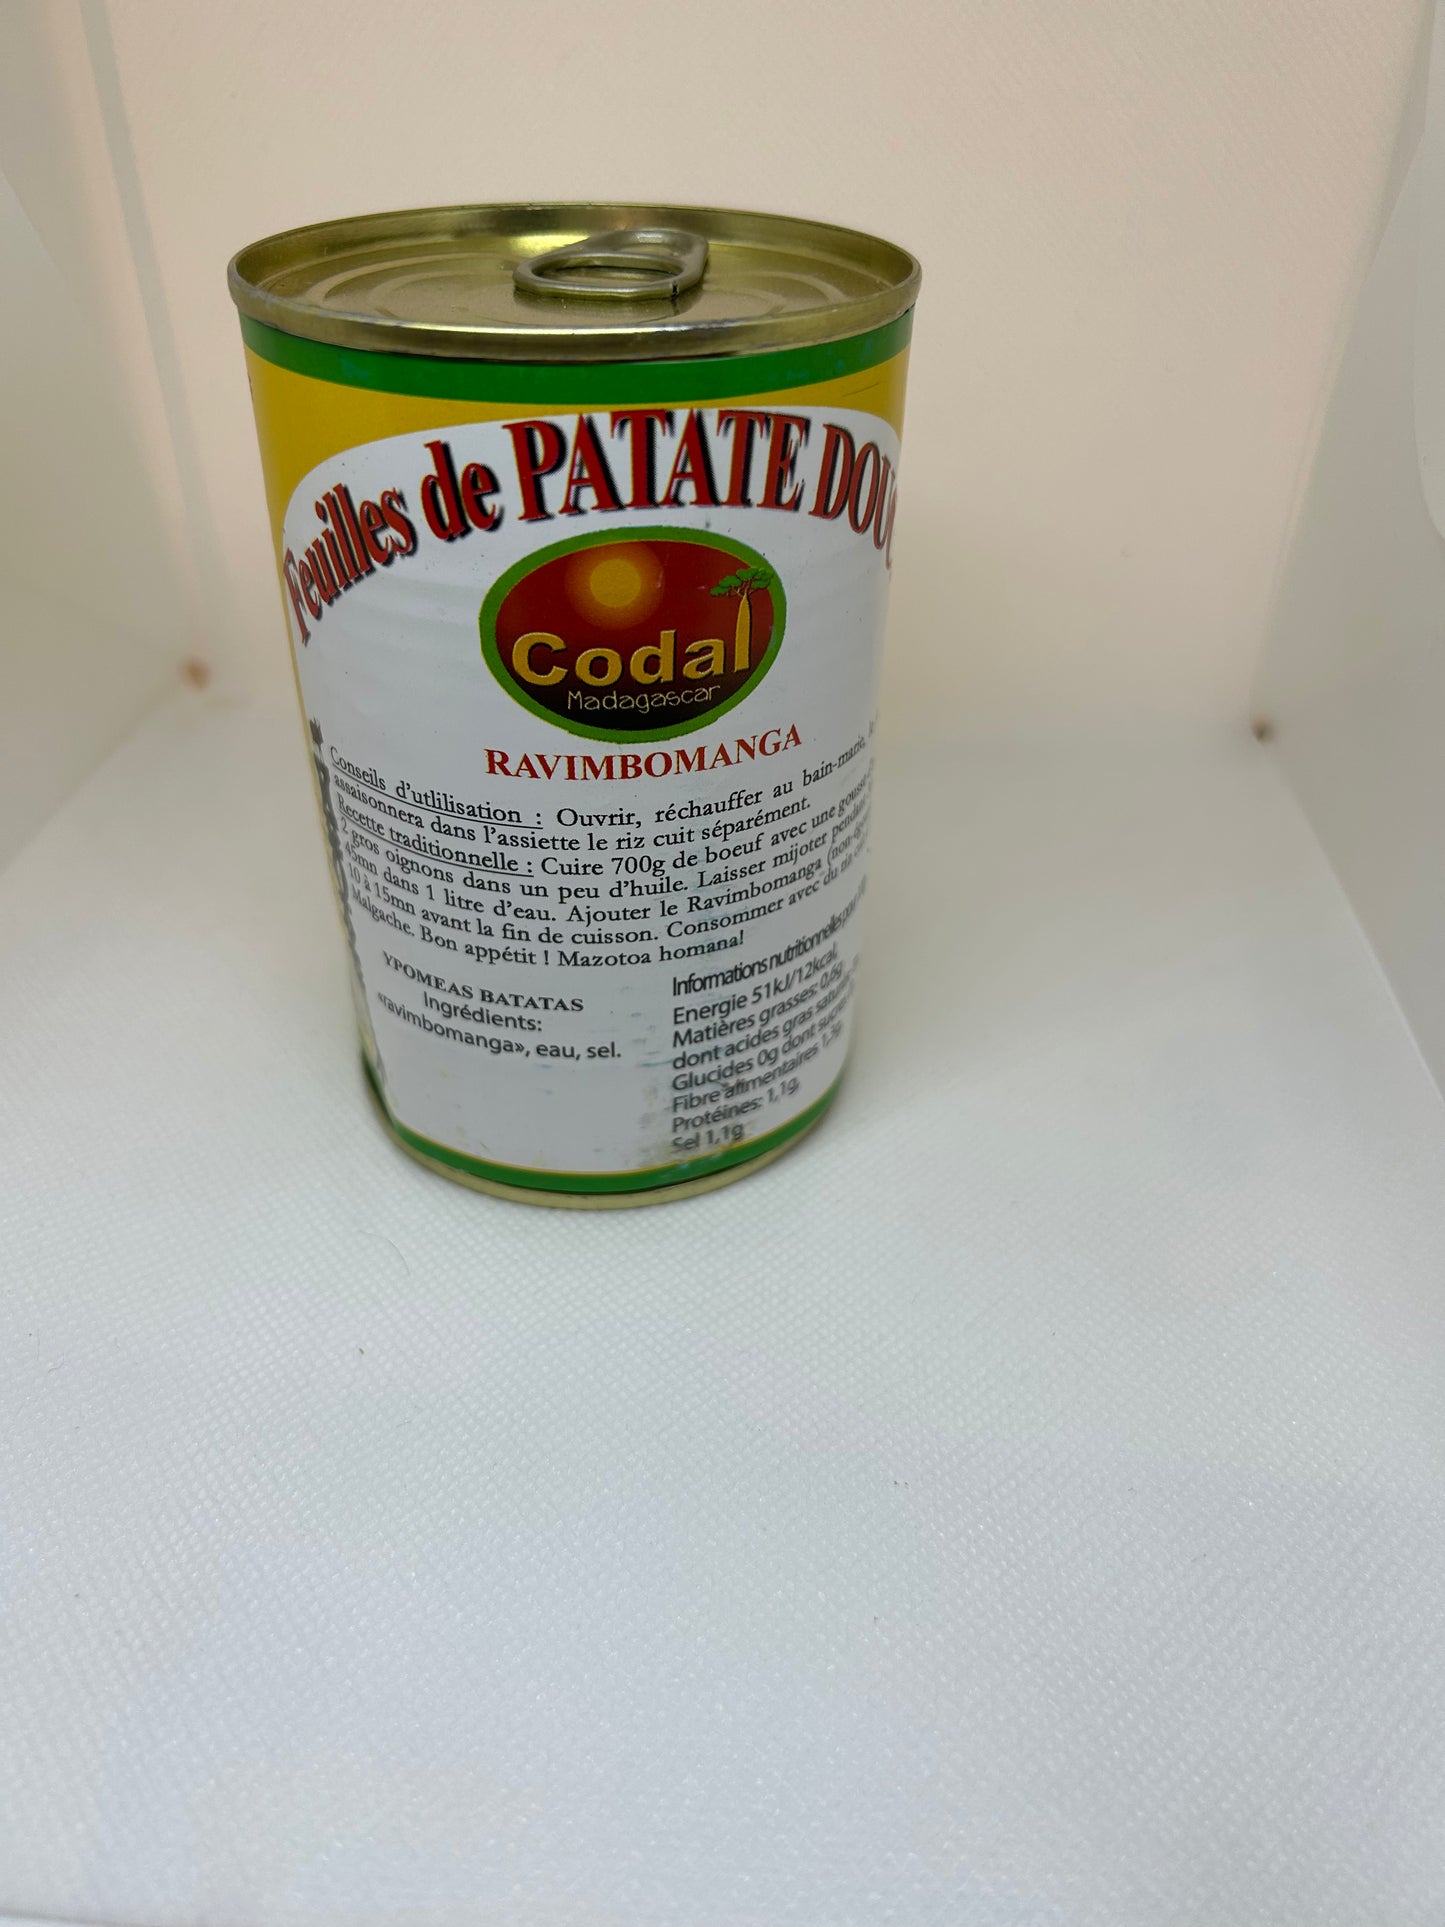 Feuilles de PATATE
Codal
Madagascar
RAVIMBOMANGA
Conseils d'utlilisation : Ouvrir, réchauffer au bain-marie,
assaisonnera dans l'assiette le riz cuit séparément.
Recette traditionnelle : Cuire 700g de boeuf avec une gousse
2 gros oignons dans un peu d'huile. Laisser mijoter pendant
45mn dans 1 litre d'eau. Ajouter le Ravimbomanga
10 à 15mn avant la fin de cuisson. Consommer avec du riz
Malgache. Bon appétit ! Mazotoa homana!
YPOMEAS BATATAS
Ingrédients:
«ravimbomanga», eau, sel.
Informations nutritionnelles pour
Energie 51kJ/12kcal,
Matières grasses: 0,6g
dont acides gras
Glucides 0g dont
Fibre alimentaires 1,3g
Protéines: 1,1g,
Sel 1,1g